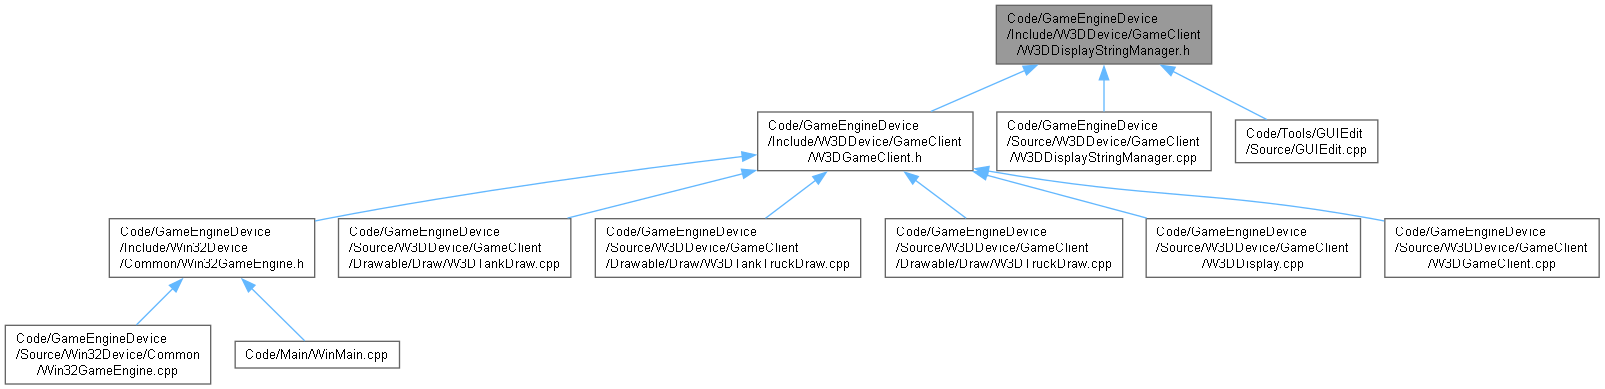 Code/GameEngineDevice
/Include/W3DDevice/GameClient
/W3DDisplayStringManager.h
Code/GameEngineDevice
/Include/W3DDevice/GameClient
/W3DGameClient.h
Code/GameEngineDevice
/Source/W3DDevice/GameClient
/W3DDisplayStringManager.cpp
Code/Tools/GUIEdit
/Source/GUIEdit.cpp
Code/GameEngineDevice
/Include/Win32Device
/Common/Win32GameEngine.h
Code/GameEngineDevice
/Source/W3DDevice/GameClient
/Drawable/Draw/W3DTankDraw.cpp
Code/GameEngineDevice
/Source/W3DDevice/GameClient
/Drawable/Draw/W3DTankTruckDraw.cpp
Code/GameEngineDevice
/Source/W3DDevice/GameClient
/Drawable/Draw/W3DTruckDraw.cpp
Code/GameEngineDevice
/Source/W3DDevice/GameClient
/W3DDisplay.cpp
Code/GameEngineDevice
/Source/W3DDevice/GameClient
/W3DGameClient.cpp
Code/GameEngineDevice
/Source/Win32Device/Common
/Win32GameEngine.cpp
Code/Main/WinMain.cpp